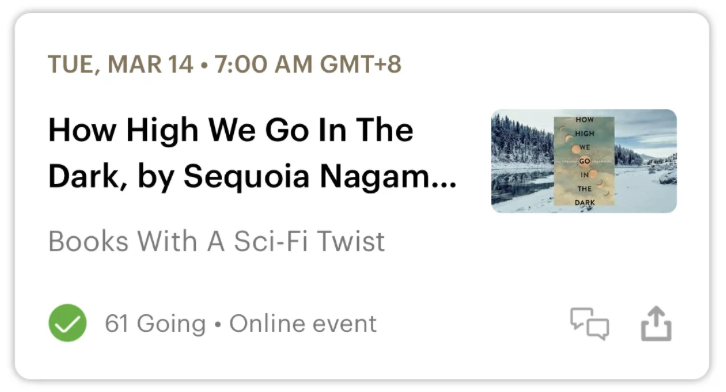 TUE, MAR 14 • 7:00 AM GMT+8
How High We Go In The
Dark, by Sequoia Nagam...
HOW
HIGH
WE
GO
IN
THE
DARK
Books With A Sci-Fi Twist
61 Going • Online event